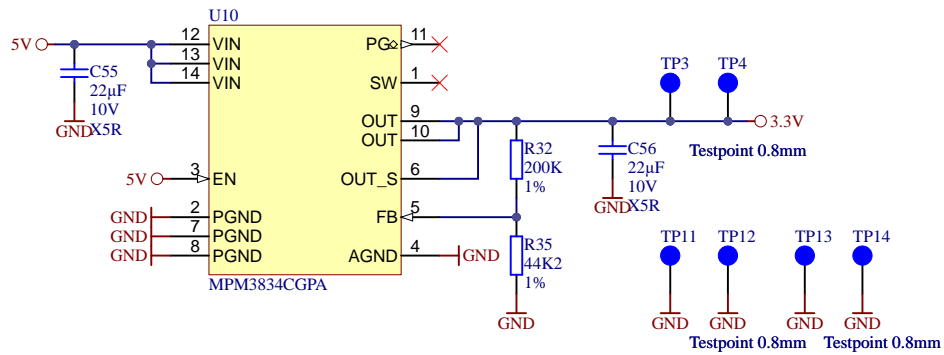 U10
5V
12 VIN
13 VIN
14 VIN
PG 11
SW 1
C55
22µF
10V
X5R
GND
OUT 9
OUT 10
TP3
TP4
3.3V
Testpoint 0.8mm
R32
200K
1%
C56
22µF
10V
X5R
GND
5V
3 EN
OUT_S 6
GND 2 PGND
GND 7 PGND
GND 8 PGND
FB 5
AGND 4 GND
R35
44K2
1%
GND
MPM3834CGPA
TP11
TP12
TP13
TP14
GND
GND
GND
GND
Testpoint 0.8mm
Testpoint 0.8mm